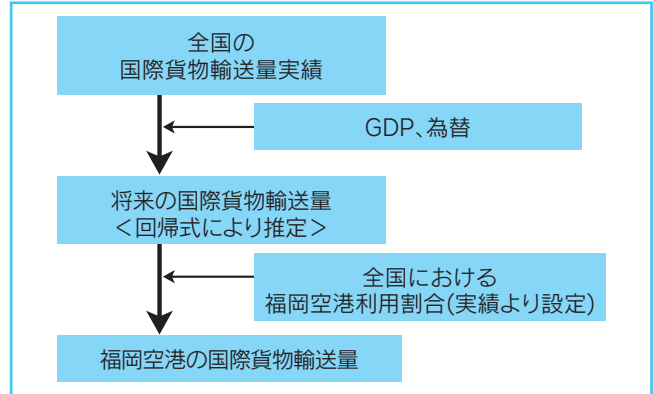 全国の
国際貨物輸送量実績
GDP、為替
将来の国際貨物輸送量
＜回帰式により推定＞
全国における
福岡空港利用割合(実績より設定)
福岡空港の国際貨物輸送量